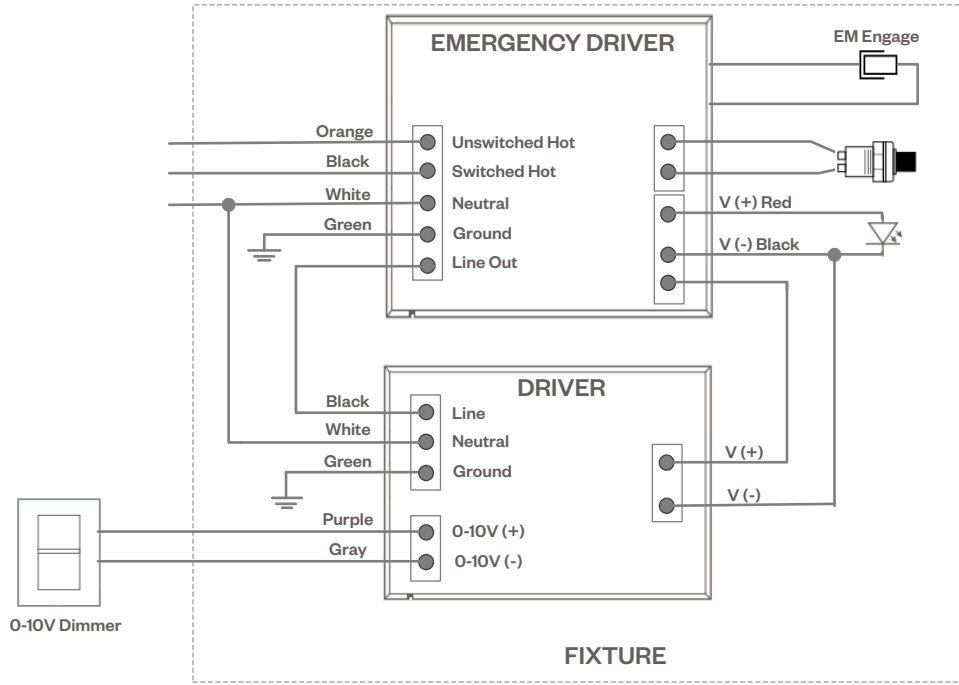 EMERGENCY DRIVER
EM Engage
Orange
Unswitched Hot
Black
Switched Hot
White
Neutral
V (+) Red
Green
Ground
V (-) Black
Line Out
DRIVER
Black
Line
White
Neutral
V (+)
Green
Ground
V (-)
Purple
0-10V (+)
Gray
0-10V (-)
0-10V Dimmer
FIXTURE